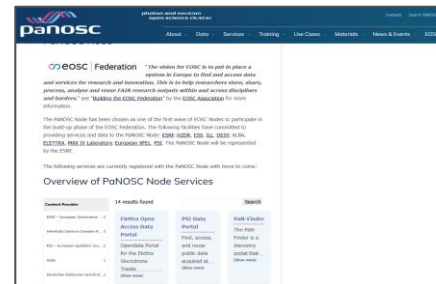 photon and neutron
open science cluster
panosc
Contacts
About
Data
Services
Training
Use Cases
Materials
News & Events
EOSC
eosc | Federation "The vision for EOSC is to put in place a
system in Europe to find and access data
and services for research and innovation. This is to help researchers store, share,
process, analyse and reuse FAIR research outputs within and across disciplines
and borders." see "Building the EOSC Federation" by the EOSC Association for more
information.
The PaNOSC Node has been chosen as one of the first wave of EOSC Nodes to participate in
the build-up phase of the EOSC Federation. The following facilities have committed to
providing services and data to the PaNOSC Node: ESRF, HZDR, ESS, ILL, DESY, ALBA,
ELETTRA, MAX IV Laboratory, European XFEL, PSI. The PaNOSC Node will be represented
by the ESRF.
The following services are currently registered with the PaNOSC Node with more to come:
Overview of PaNOSC Node Services
Content Provider
14 results found
Search
Elettra Open
Access Data
Portal
Opendata Portal
for the Elettra
Sincrotrone
Trieste
(Show more)
PSI Data
Portal
Find, access,
and reuse
public data
acquired at
(Show more)
PaN-Finder
The PaN-
Finder is a
discovery
portal that
(Show more)